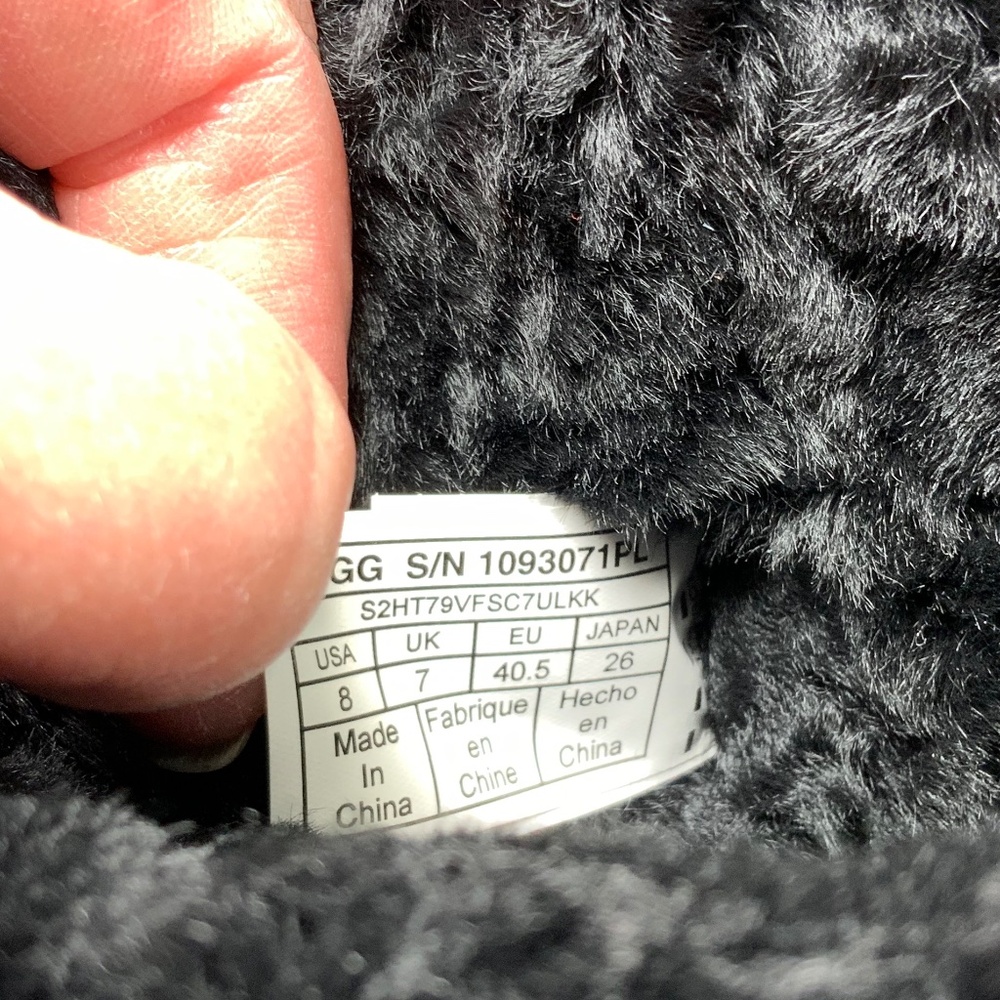 GG S/N 1093071PL
S2HT79VFSC7ULKK
USA UK EU JAPAN
8 7 40.5 26
Made In China
Fabrique en Chine
Hecho en China